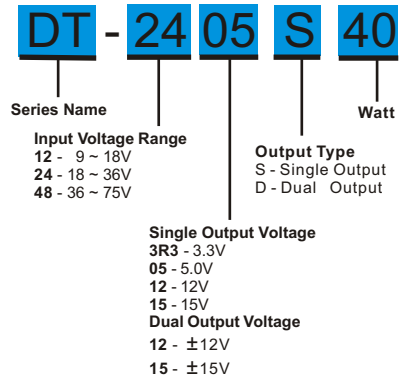 DT - 24 05 S 40
Series Name
Watt
Input Voltage Range
12 - 9 ~ 18V
24 - 18 ~ 36V
48 - 36 ~ 75V
Output Type
S - Single Output
D - Dual Output
Single Output Voltage
3R3 - 3.3V
05 - 5.0V
12 - 12V
15 - 15V
Dual Output Voltage
12 - ±12V
15 - ±15V